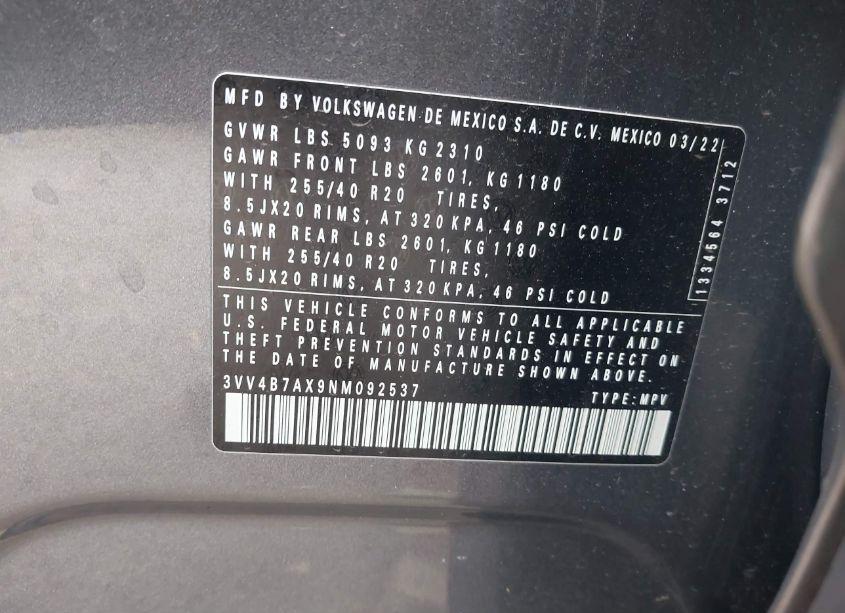 MFD BY VOLKSWAGEN DE MEXICO S.A. DE C.V. MEXICO 03/22
GVWR LBS 5093 KG 2310
GAWR FRONT LBS 2601, KG 1180
WITH 255/40 R20 TIRES,
8.5JX20 RIMS, AT 320 KPA, 46 PSI COLD
GAWR REAR LBS 2601, KG 1180
WITH 255/40 R20 TIRES,
8.5JX20 RIMS, AT 320 KPA, 46 PSI COLD
THIS VEHICLE CONFORMS TO ALL APPLICABLE
U.S. FEDERAL MOTOR VEHICLE SAFETY AND
THEFT PREVENTION STANDARDS IN EFFECT ON
THE DATE OF MANUFACTURE SHOWN ABOVE.
3VV4B7AX9NM092537 TYPE: MPV
1334564 3712